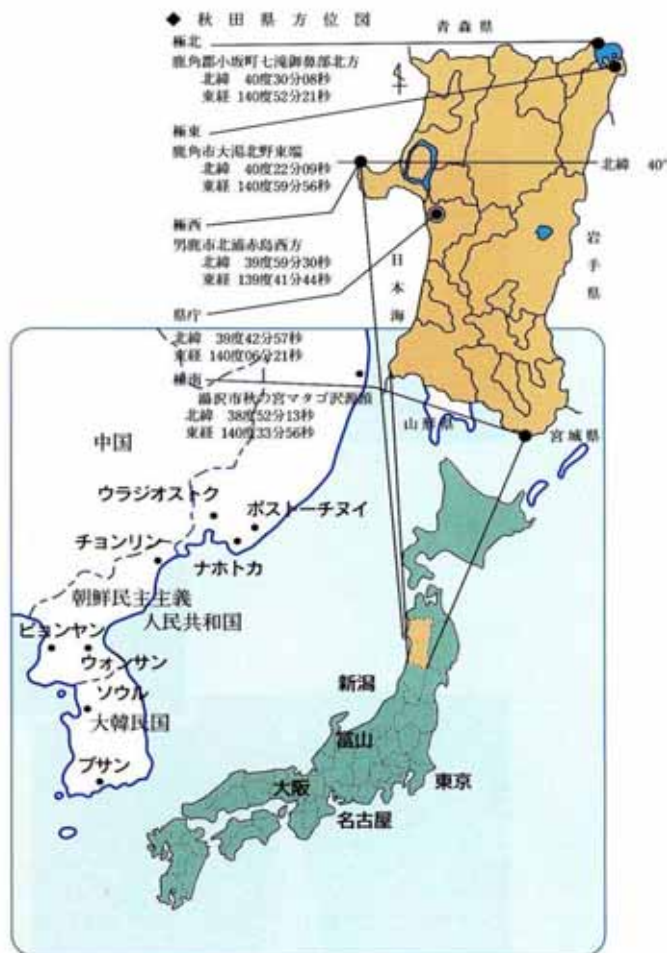 ◆ 秋田県方位図
青森県
極北
鹿角郡小坂町七滝御鼻部北方
北緯 40度30分08秒
東経 140度52分21秒
極東
鹿角市大湯北野東端
北緯 40度22分09秒
東経 140度59分56秒
北緯 40°
極西
男鹿市北浦赤島西方
北緯 39度59分30秒
東経 139度41分44秒
日本海
岩手県
県庁
北緯 39度42分57秒
東経 140度06分21秒
極南
湯沢市秋の宮マタゴ沢源頭
北緯 38度52分13秒
東経 140度33分56秒
山形県
宮城県
中国
ウラジオストク
ボストーチヌイ
チョンリン
ナホトカ
朝鮮民主主義
人民共和国
ピョンヤン
ウォンサン
ソウル
大韓民国
プサン
新潟
富山
大阪
東京
名古屋